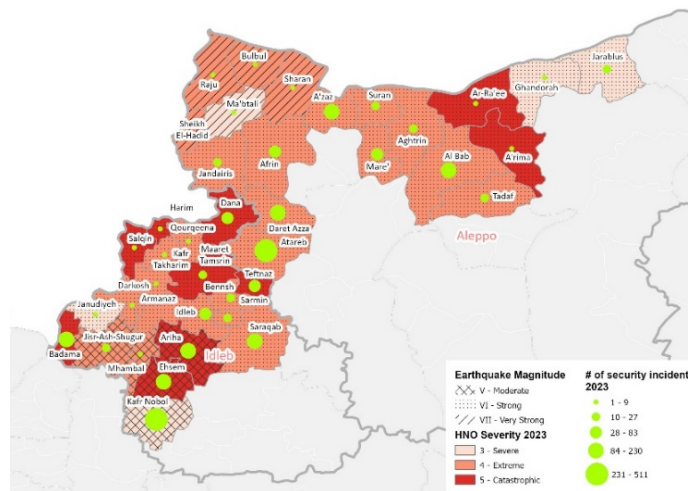 Bulbul
Raju
Sharan
Ma'btali
A'zaz
Suran
Ar-Ra'ee
Ghandorah
Jarablus
Sheikh
El-Hadid
Aghtrin
A'rima
Afrin
Mare'
Al Bab
Jandairis
Tadaf
Harim
Dana
Qourqeena
Daret Azza
Aleppo
Salqin
Kafr
Maaret
Atareb
Takharim
Tamsrin
Darkosh
Bennsh
Teftnaz
Janudiyeh
Armanaz
Idleb
Sarmin
Badama
Jisr-Ash-Shugur
Ariha
Saraqab
Idleb
Mhambal
Ehsem
Kafr Nobol
Earthquake Magnitude
V - Moderate
VI - Strong
VII - Very Strong
HNO Severity 2023
3 - Severe
4 - Extreme
5 - Catastrophic
# of security incident
2023
1 - 9
10 - 27
28 - 83
84 - 230
231 - 511